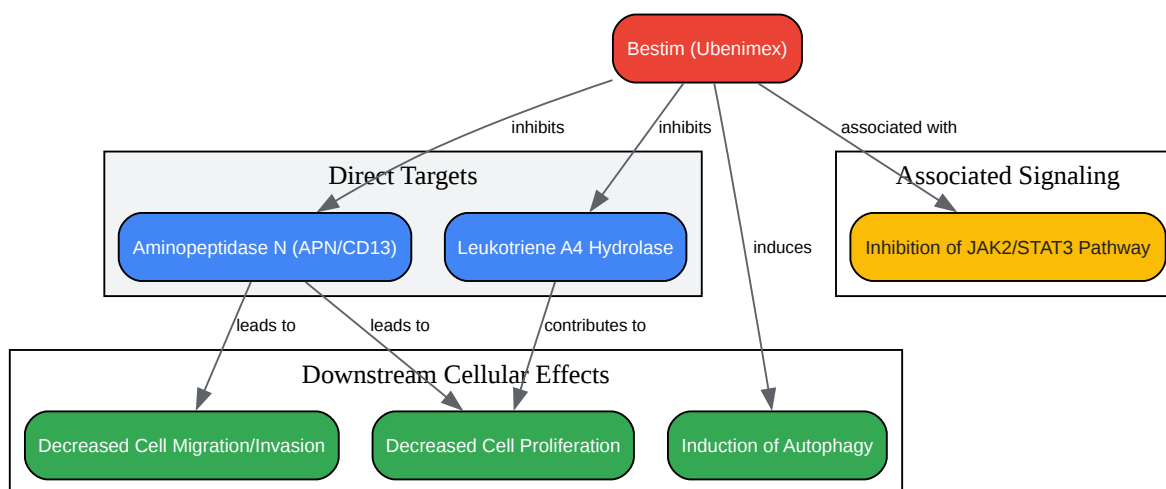 Bestim (Ubenimex)
inhibits
inhibits
associated with
Direct Targets
Associated Signaling
Aminopeptidase N (APN/CD13)
Leukotriene A4 Hydrolase
induces
Inhibition of JAK2/STAT3 Pathway
leads to
leads to
contributes to
Downstream Cellular Effects
Decreased Cell Migration/Invasion
Decreased Cell Proliferation
Induction of Autophagy